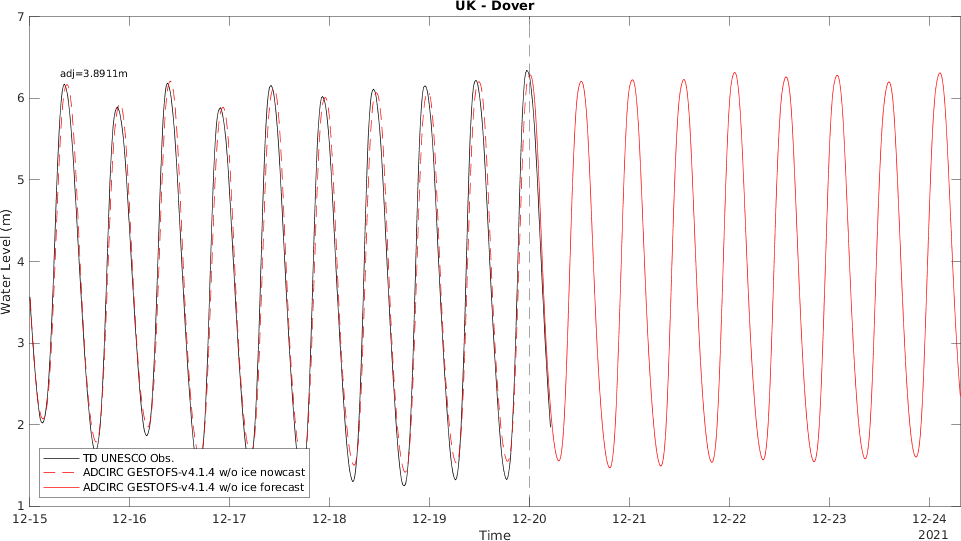 UK - Dover
adj=3.8911m
Water Level (m)
7
6
5
4
3
2
1
TD UNESCO Obs.
ADCIRC GESTOFS-v4.1.4 w/o ice nowcast
ADCIRC GESTOFS-v4.1.4 w/o ice forecast
12-15 12-16 12-17 12-18 12-19 12-20 12-21 12-22 12-23 12-24
Time
2021